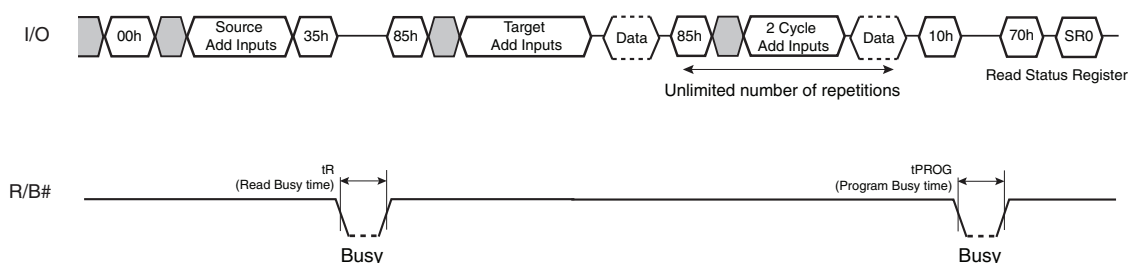 I/O
00h
Source
Add Inputs
35h
85h
Target
Add Inputs
Data
85h
2 Cycle
Add Inputs
Data
10h
70h
SR0
Unlimited number of repetitions
Read Status Register
R/B#
tR
(Read Busy time)
Busy
tPROG
(Program Busy time)
Busy